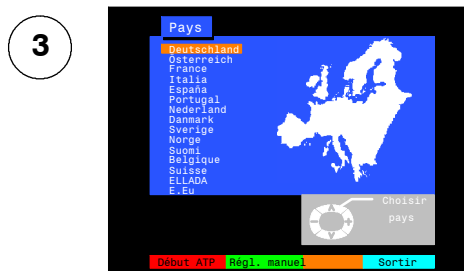 3
Pays
Deutschland
Österreich
France
Italia
España
Portugal
Nederland
Danmark
Sverige
Norge
Suomi
Belgique
Suisse
ELLADA
E.Eu
Choisir
pays
Début ATP Régl. manuel Sortir